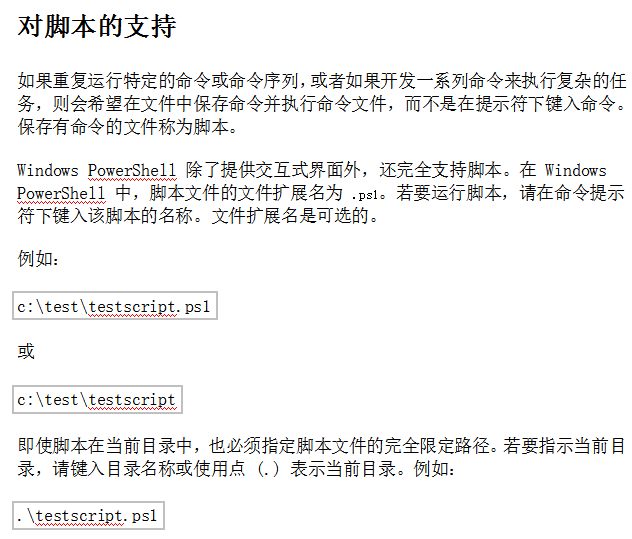 对脚本的支持
如果重复运行特定的命令或命令序列，或者如果开发一系列命令来执行复杂的任
务，则会希望在文件中保存命令并执行命令文件，而不是在提示符下键入命令。
保存有命令的文件称为脚本。
Windows PowerShell 除了提供交互式界面外，还完全支持脚本。在 Windows
PowerShell 中，脚本文件的文件扩展名为 .ps1。若要运行脚本，请在命令提示
符下键入该脚本的名称。文件扩展名是可选的。
例如：
c:\test\testscript.ps1
或
c:\test\testscript
即使脚本在当前目录中，也必须指定脚本文件的完全限定路径。若要指示当前目
录，请键入目录名称或使用点 (.) 表示当前目录。例如：
.\testscript.ps1